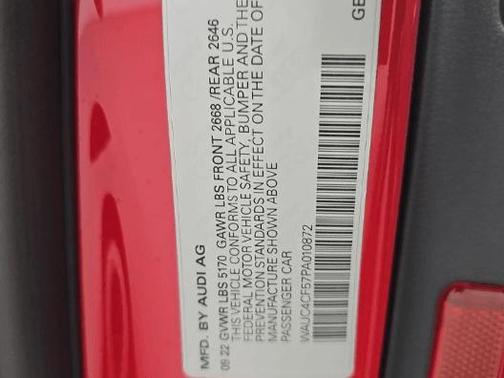 MFD. BY AUDI AG
09 22 GVWR LBS 5170 GAWR LBS FRONT 2668/REAR 2646
THIS VEHICLE CONFORMS TO ALL APPLICABLE U.S.
FEDERAL MOTOR VEHICLE SAFETY, BUMPER AND THE
PREVENTION STANDARDS IN EFFECT ON THE DATE OF
MANUFACTURE SHOWN ABOVE
PASSENGER CAR
WAUC4CF57PA010872
GE